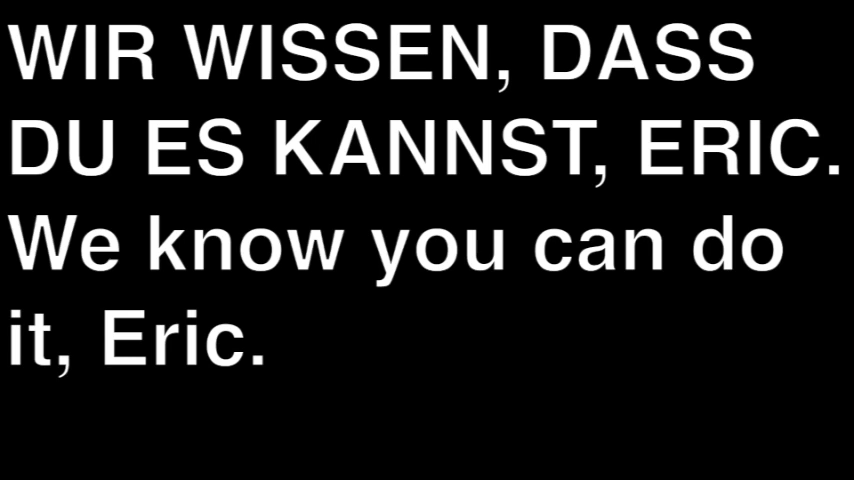 WIR WISSEN, DASS
DU ES KANNST, ERIC.
We know you can do
it, Eric.